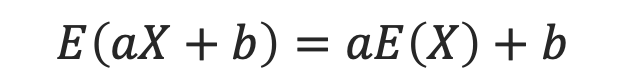 E(aX + b) = aE(X) + b